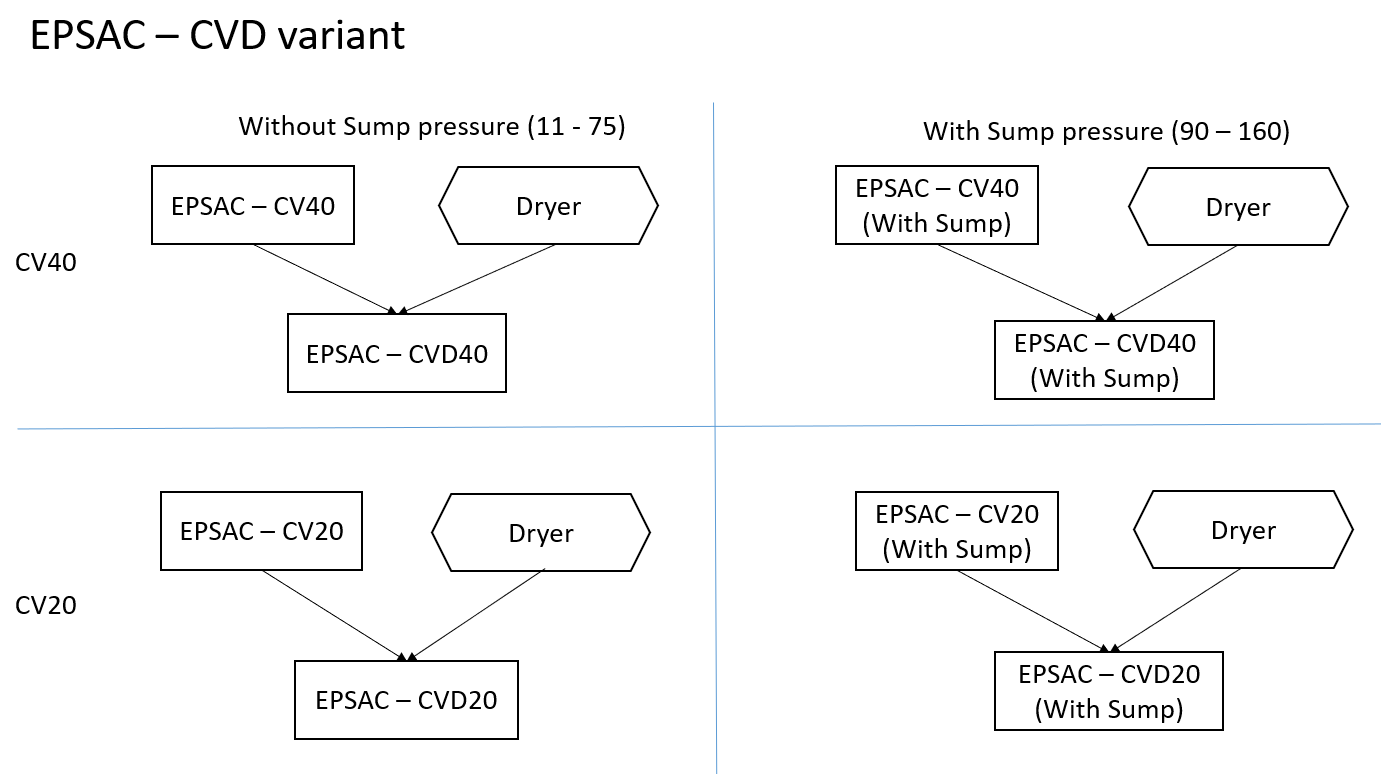 EPSAC – CVD variant
Without Sump pressure (11 - 75)
With Sump pressure (90 – 160)
EPSAC – CV40
Dryer
EPSAC – CV40
(With Sump)
Dryer
CV40
EPSAC – CVD40
EPSAC – CVD40
(With Sump)
EPSAC – CV20
Dryer
EPSAC – CV20
(With Sump)
Dryer
CV20
EPSAC – CVD20
EPSAC – CVD20
(With Sump)